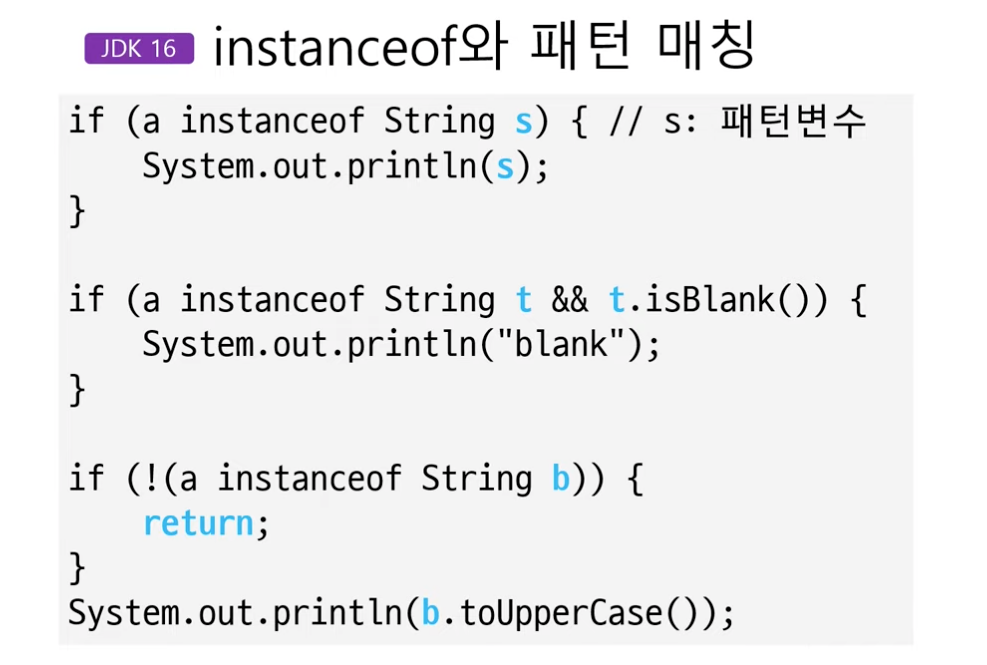 JDK 16 instanceof와 패턴 매칭
if (a instanceof String s) { // s: 패턴변수
    System.out.println(s);
}
if (a instanceof String t && t.isBlank()) {
    System.out.println("blank");
}
if (!(a instanceof String b)) {
    return;
}
System.out.println(b.toUpperCase());